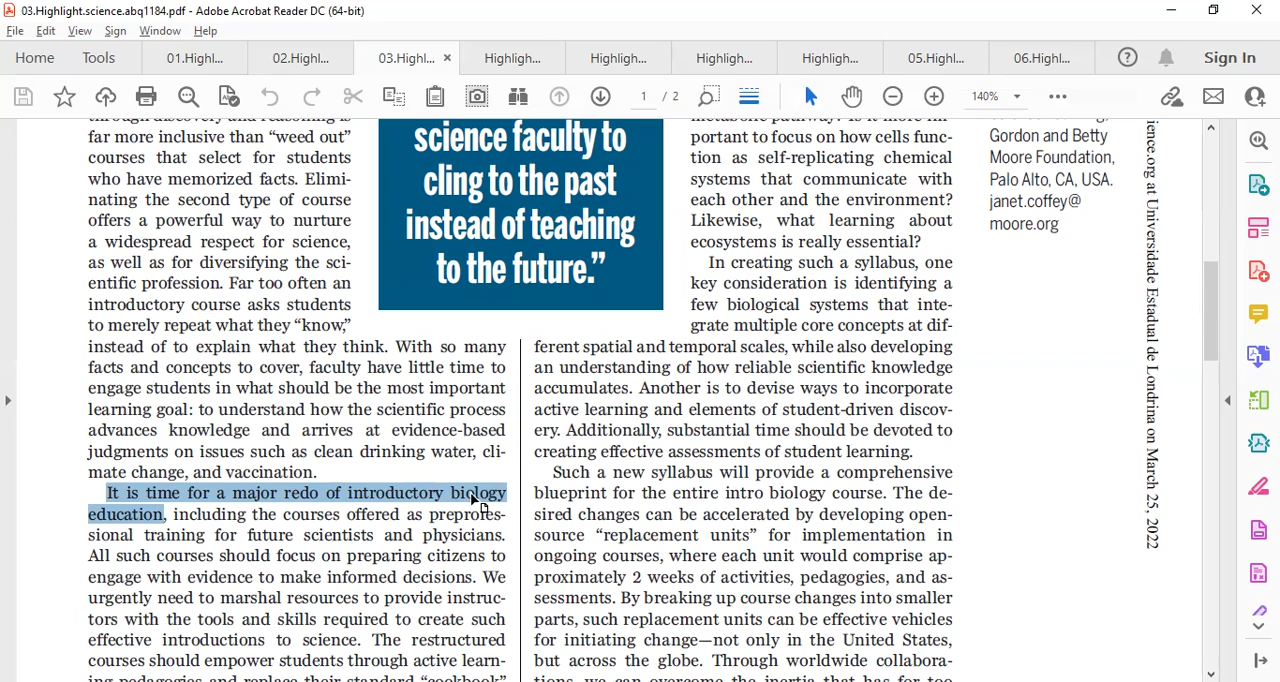 03.Highlight.science.abq1184.pdf - Adobe Acrobat Reader DC (64-bit)
File Edit View Sign Window Help
Home Tools 01.Highl... 02.Highl... 03.Highl... Highligh... Highligh... Highligh... Highligh... 05.Highl... 06.Highl... Sign In
1 / 2 140%
through discovery and reasoning is
far more inclusive than “weed out”
courses that select for students
who have memorized facts. Elimi-
nating the second type of course
offers a powerful way to nurture
a widespread respect for science,
as well as for diversifying the sci-
entific profession. Far too often an
introductory course asks students
to merely repeat what they “know,”
instead of to explain what they think. With so many
facts and concepts to cover, faculty have little time to
engage students in what should be the most important
learning goal: to understand how the scientific process
advances knowledge and arrives at evidence-based
judgments on issues such as clean drinking water, cli-
mate change, and vaccination.
It is time for a major redo of introductory biology
education, including the courses offered as preprofes-
sional training for future scientists and physicians.
All such courses should focus on preparing citizens to
engage with evidence to make informed decisions. We
urgently need to marshal resources to provide instruc-
tors with the tools and skills required to create such
effective introductions to science. The restructured
courses should empower students through active learn-
ing pedagogies and replace their standard “cookbook”
science faculty to
cling to the past
instead of teaching
to the future.”
metabolic pathway? Is it more im-
portant to focus on how cells func-
tion as self-replicating chemical
systems that communicate with
each other and the environment?
Likewise, what learning about
ecosystems is really essential?
In creating such a syllabus, one
key consideration is identifying a
few biological systems that inte-
grate multiple core concepts at dif-
ferent spatial and temporal scales, while also developing
an understanding of how reliable scientific knowledge
accumulates. Another is to devise ways to incorporate
active learning and elements of student-driven discov-
ery. Additionally, substantial time should be devoted to
creating effective assessments of student learning.
Such a new syllabus will provide a comprehensive
blueprint for the entire intro biology course. The de-
sired changes can be accelerated by developing open-
source “replacement units” for implementation in
ongoing courses, where each unit would comprise ap-
proximately 2 weeks of activities, pedagogies, and as-
sessments. By breaking up course changes into smaller
parts, such replacement units can be effective vehicles
for initiating change—not only in the United States,
but across the globe. Through worldwide collabora-
tions, we can overcome the inertia that has for too
Gordon and Betty
Moore Foundation,
Palo Alto, CA, USA.
janet.coffey@
moore.org
ience.org at Universidade Estadual de Londrina on March 25, 2022